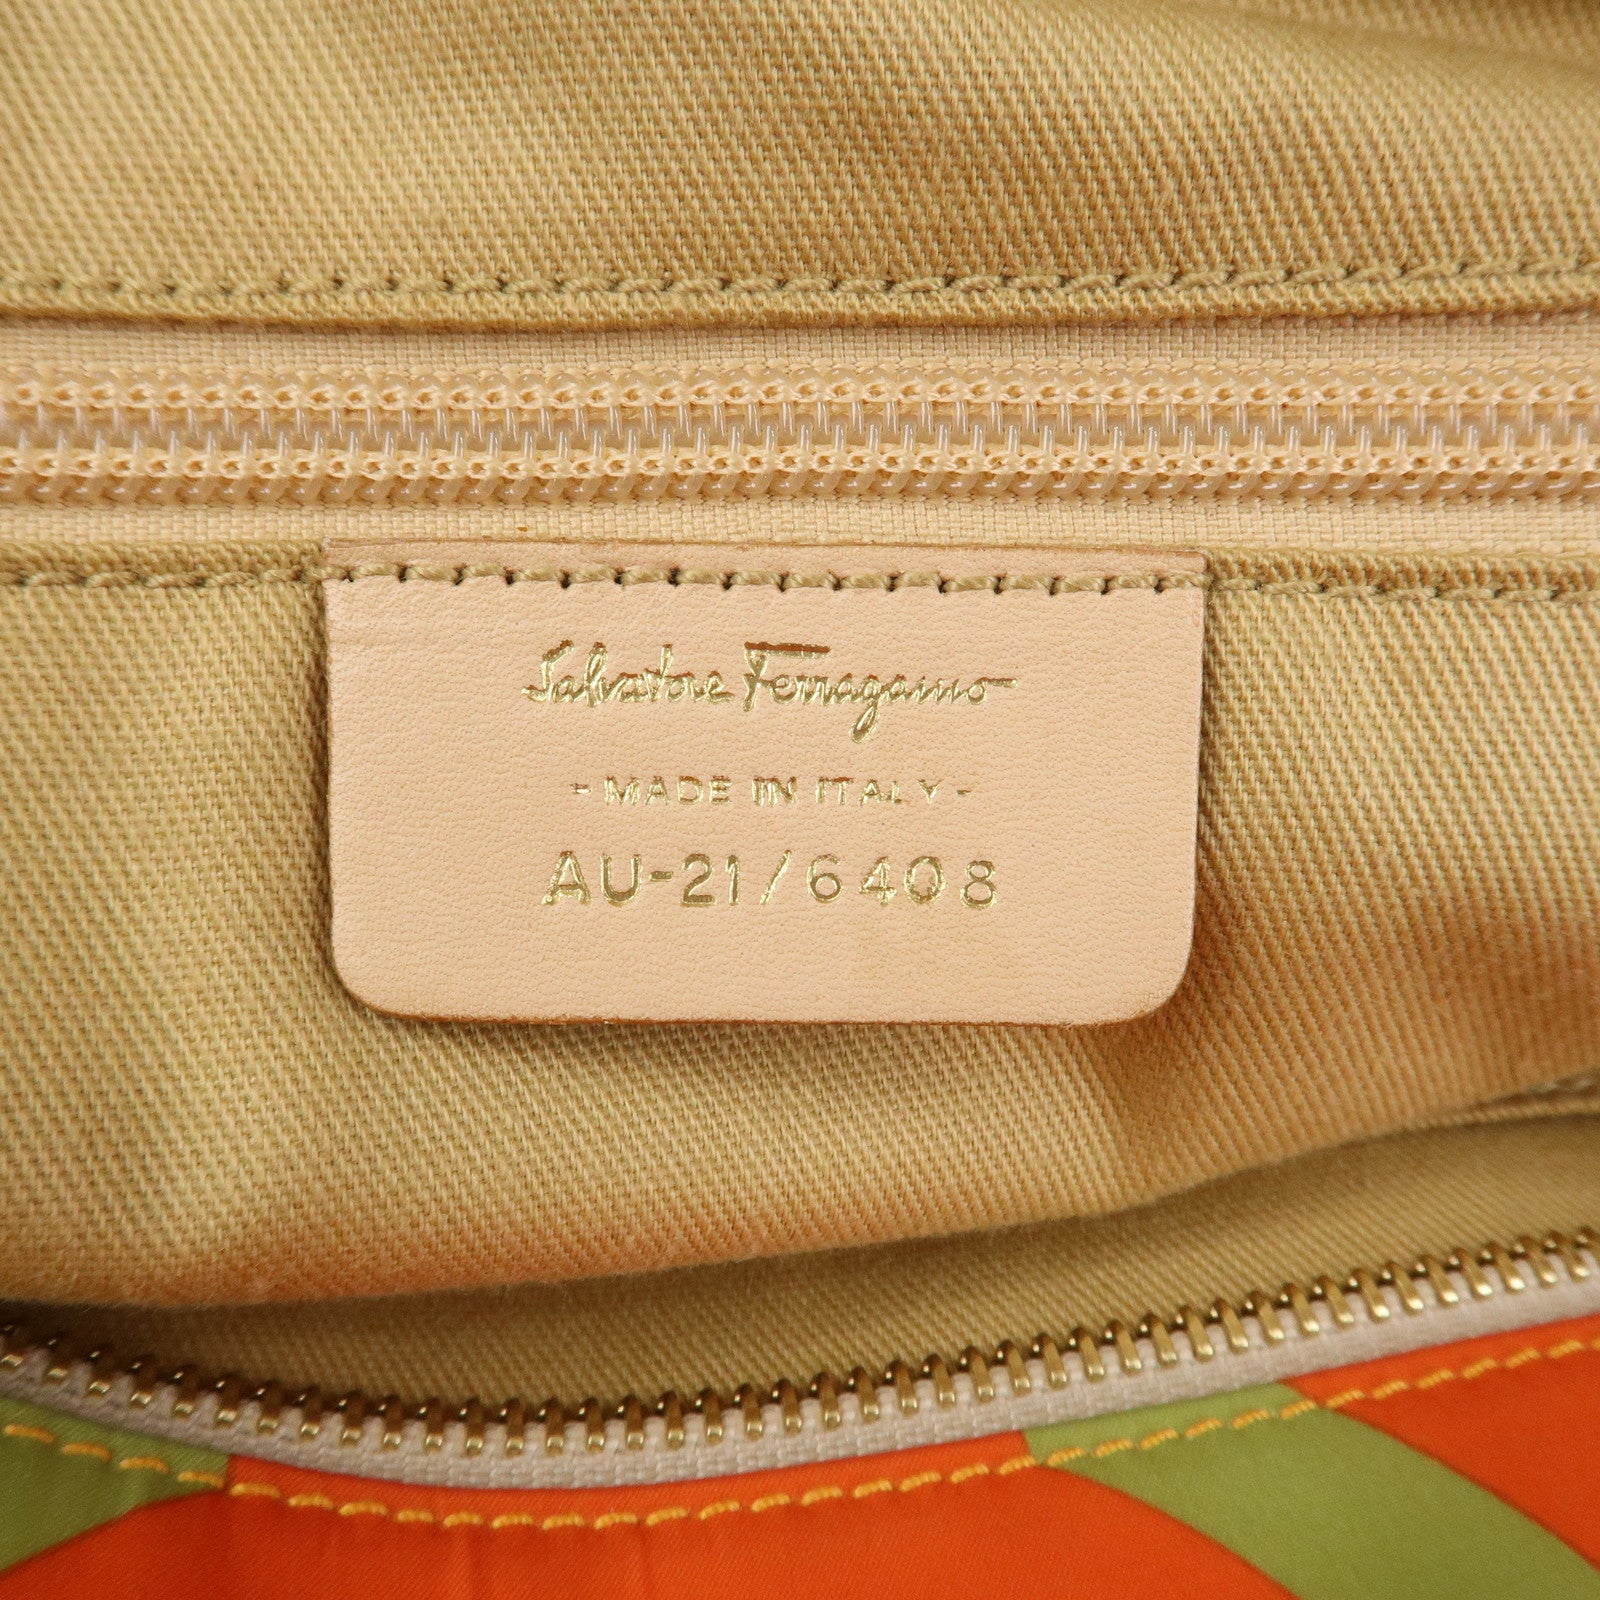 Salvatore Ferragamo
- MADE IN ITALY -
AU-21/6408